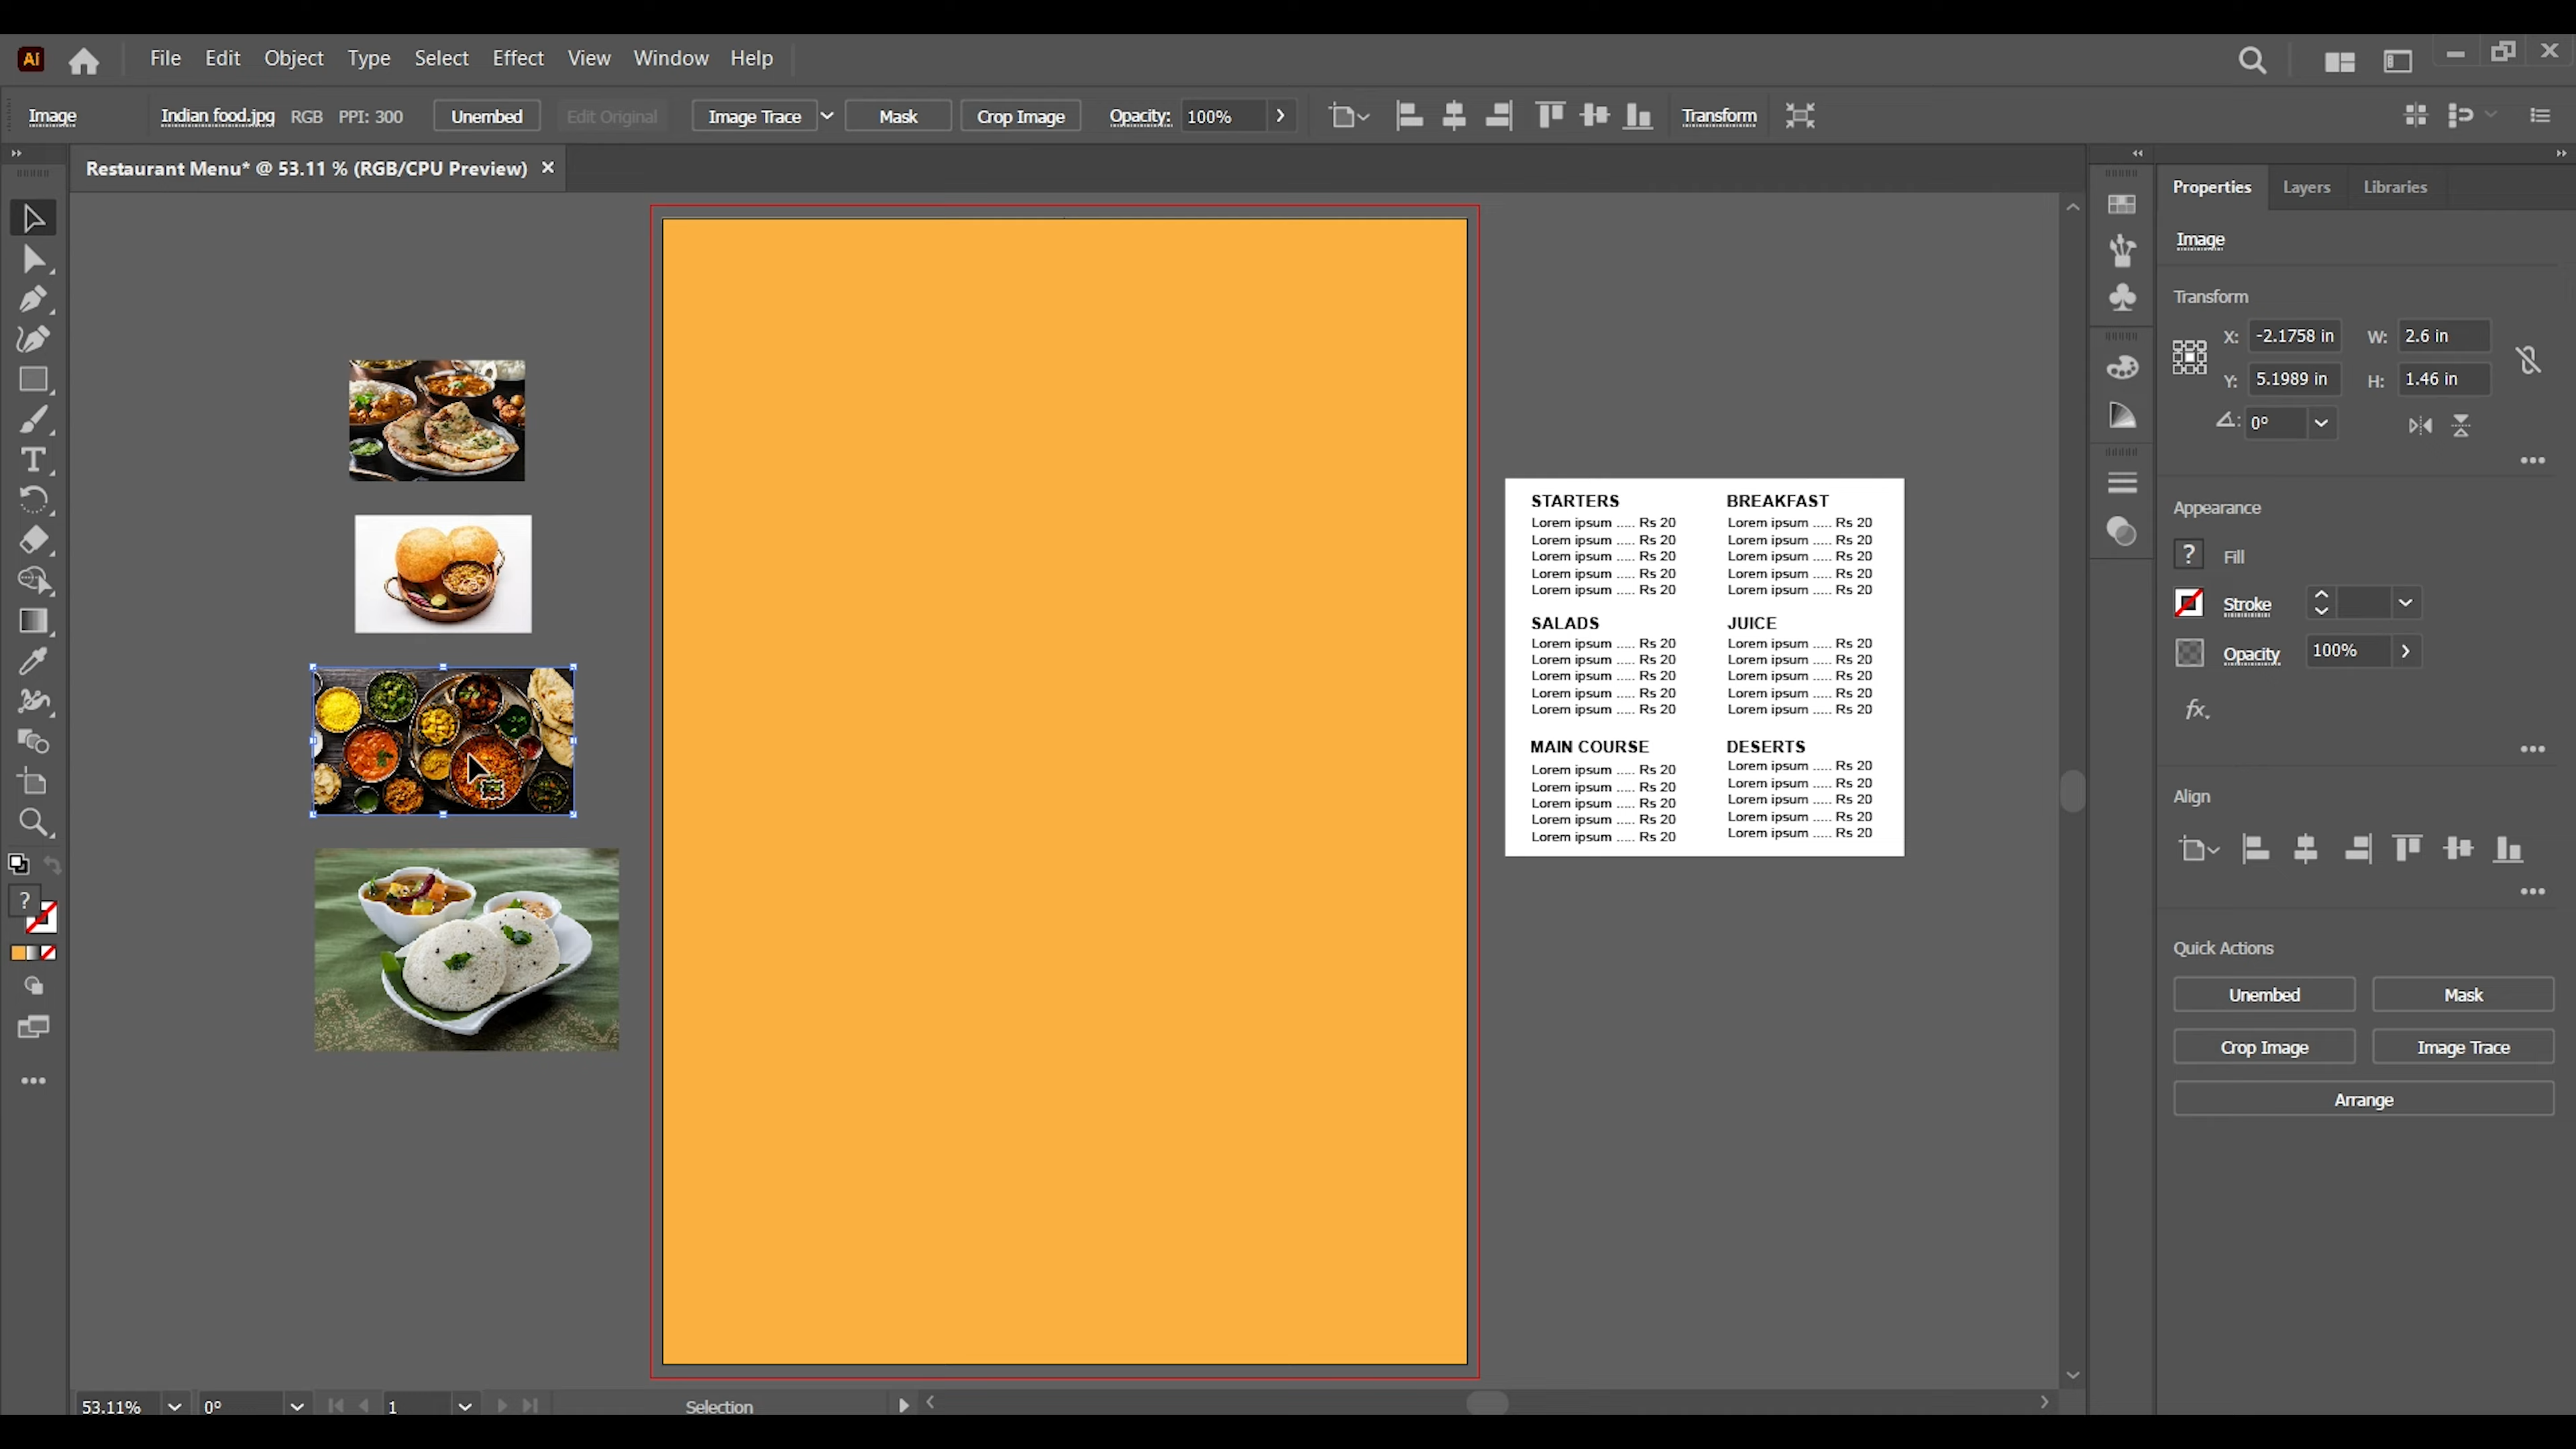 Ai File Edit Object Type Select Effect View Window Help
Image Indian food.jpg RGB PPI: 300 Unembed Edit Original Image Trace Mask Crop Image Opacity: 100% Transform
Restaurant Menu* @ 53.11 % (RGB/CPU Preview)
Properties Layers Libraries
Image
Transform
X: -2.1758 in W: 2.6 in
Y: 5.1989 in H: 1.46 in
0°
Appearance
? Fill
Stroke
Opacity 100%
fx.
Align
Quick Actions
Unembed Mask
Crop Image Image Trace
Arrange
STARTERS
Lorem ipsum ..... Rs 20
Lorem ipsum ..... Rs 20
Lorem ipsum ..... Rs 20
Lorem ipsum ..... Rs 20
Lorem ipsum ..... Rs 20
BREAKFAST
Lorem ipsum ..... Rs 20
Lorem ipsum ..... Rs 20
Lorem ipsum ..... Rs 20
Lorem ipsum ..... Rs 20
Lorem ipsum ..... Rs 20
SALADS
Lorem ipsum ..... Rs 20
Lorem ipsum ..... Rs 20
Lorem ipsum ..... Rs 20
Lorem ipsum ..... Rs 20
Lorem ipsum ..... Rs 20
JUICE
Lorem ipsum ..... Rs 20
Lorem ipsum ..... Rs 20
Lorem ipsum ..... Rs 20
Lorem ipsum ..... Rs 20
Lorem ipsum ..... Rs 20
MAIN COURSE
Lorem ipsum ..... Rs 20
Lorem ipsum ..... Rs 20
Lorem ipsum ..... Rs 20
Lorem ipsum ..... Rs 20
Lorem ipsum ..... Rs 20
DESERTS
Lorem ipsum ..... Rs 20
Lorem ipsum ..... Rs 20
Lorem ipsum ..... Rs 20
Lorem ipsum ..... Rs 20
Lorem ipsum ..... Rs 20
?
53.11% 0° 1 Selection